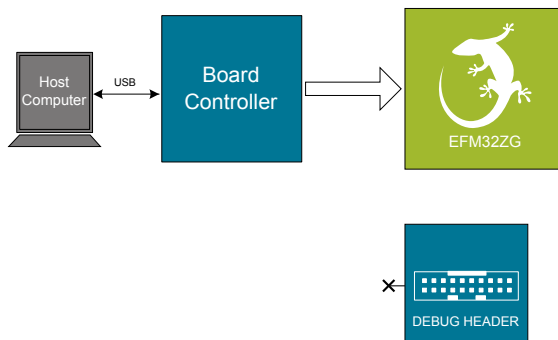 Host
Computer
USB
Board
Controller
EFM32ZG
DEBUG HEADER